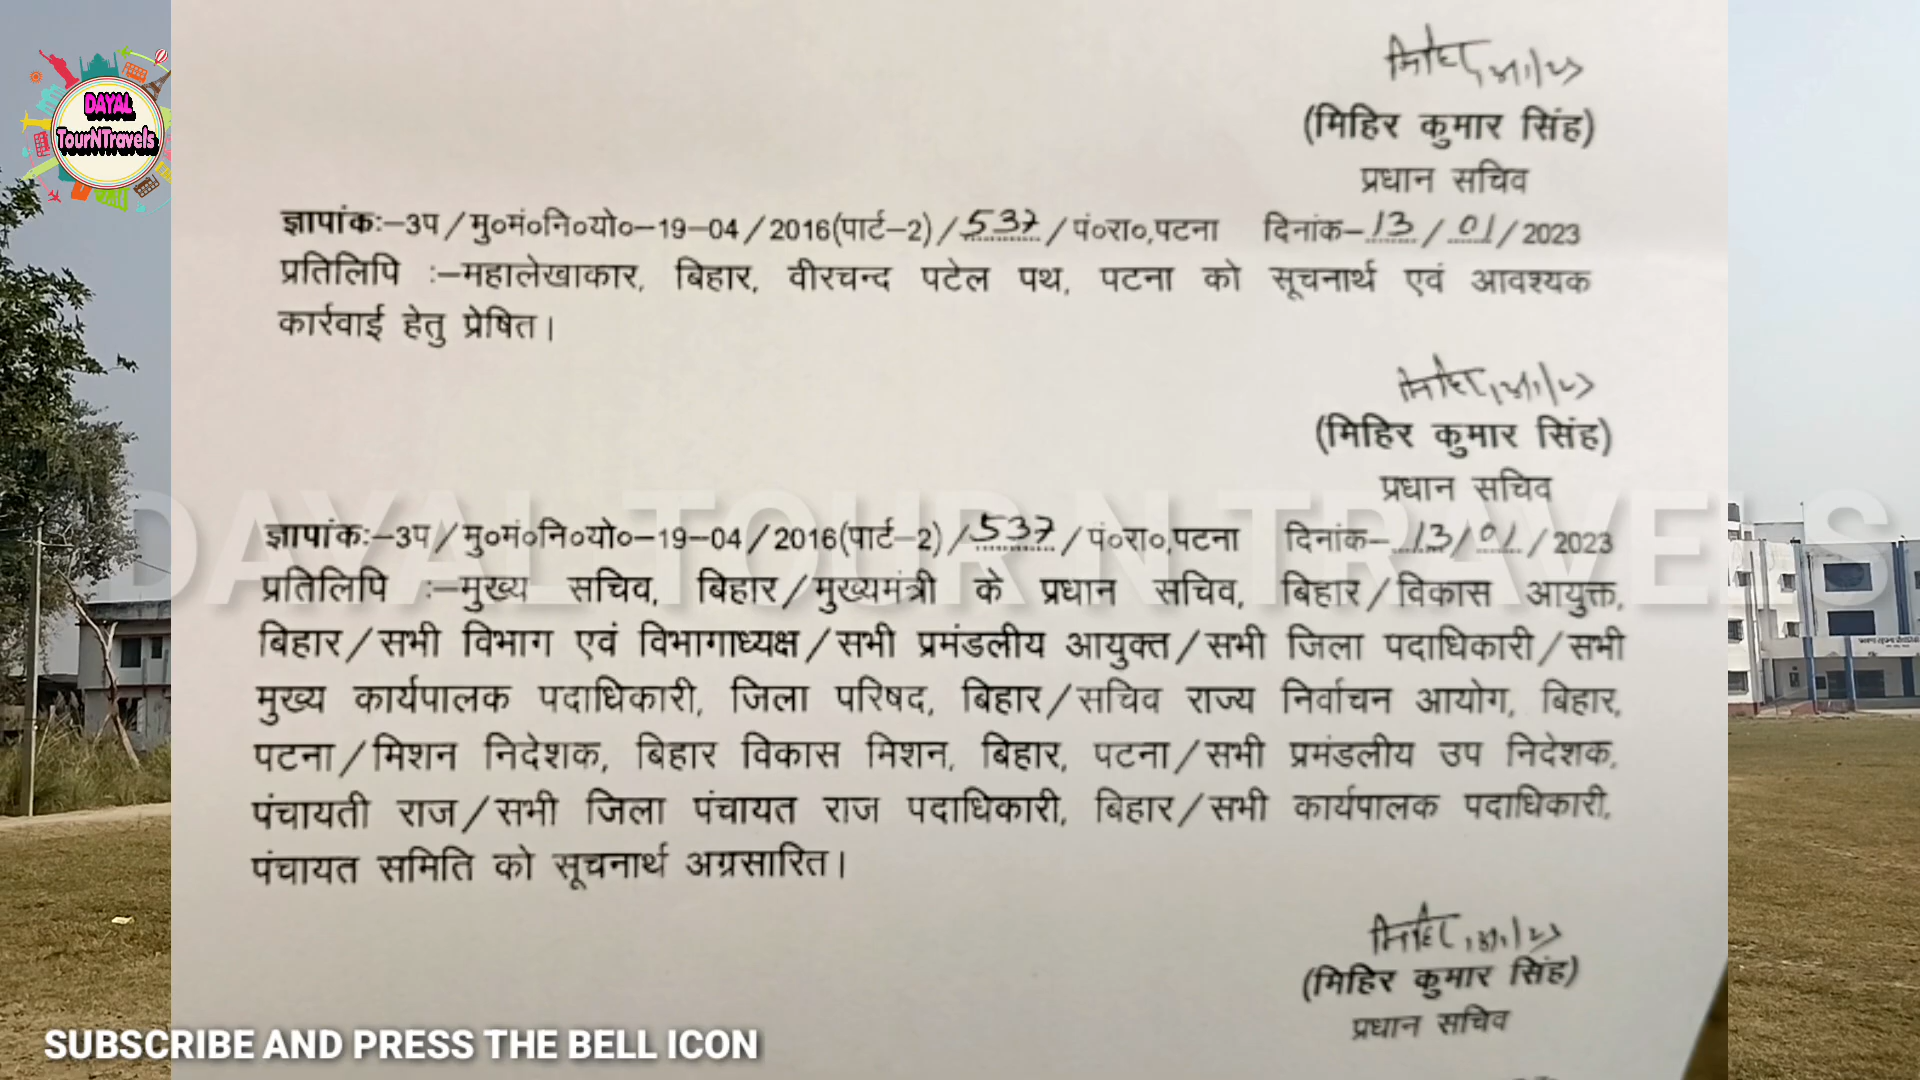 DAYAL
TourNTravels
(मिहिर कुमार सिंह)
प्रधान सचिव
ज्ञापांकः–3प/मु०मं०नि०यो०–19–04/2016(पार्ट–2)/537/पं०रा०,पटना दिनांक–13/01/2023
प्रतिलिपि :–महालेखाकार, बिहार, वीरचन्द पटेल पथ, पटना को सूचनार्थ एवं आवश्यक
कार्रवाई हेतु प्रेषित।
(मिहिर कुमार सिंह)
प्रधान सचिव
DAYAL TOUR N TRAVELS
ज्ञापांकः–3प/मु०मं०नि०यो०–19–04/2016(पार्ट–2)/537/पं०रा०,पटना दिनांक–13/01/2023
प्रतिलिपि :–मुख्य सचिव, बिहार/मुख्यमंत्री के प्रधान सचिव, बिहार/विकास आयुक्त,
बिहार/सभी विभाग एवं विभागाध्यक्ष/सभी प्रमंडलीय आयुक्त/सभी जिला पदाधिकारी/सभी
मुख्य कार्यपालक पदाधिकारी, जिला परिषद, बिहार/सचिव राज्य निर्वाचन आयोग, बिहार,
पटना/मिशन निदेशक, बिहार विकास मिशन, बिहार, पटना/सभी प्रमंडलीय उप निदेशक,
पंचायती राज/सभी जिला पंचायत राज पदाधिकारी, बिहार/सभी कार्यपालक पदाधिकारी,
पंचायत समिति को सूचनार्थ अग्रसारित।
(मिहिर कुमार सिंह)
प्रधान सचिव
SUBSCRIBE AND PRESS THE BELL ICON